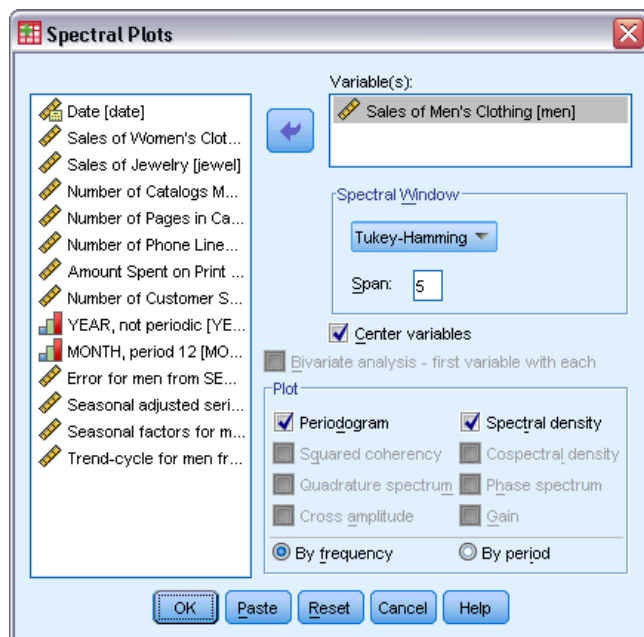 Spectral Plots
Date [date]
Sales of Women's Clot...
Sales of Jewelry [jewel]
Number of Catalogs M...
Number of Pages in Ca...
Number of Phone Line...
Amount Spent on Print ...
Number of Customer S...
YEAR, not periodic [YE...
MONTH, period 12 [MO...
Error for men from SE...
Seasonal adjusted seri...
Seasonal factors for m...
Trend-cycle for men fr...
Variable(s):
Sales of Men's Clothing [men]
Spectral Window
Tukey-Hamming
Span: 5
Center variables
Bivariate analysis - first variable with each
Plot
Periodogram Spectral density
Squared coherency Cospectral density
Quadrature spectrum Phase spectrum
Cross amplitude Gain
By frequency By period
OK Paste Reset Cancel Help